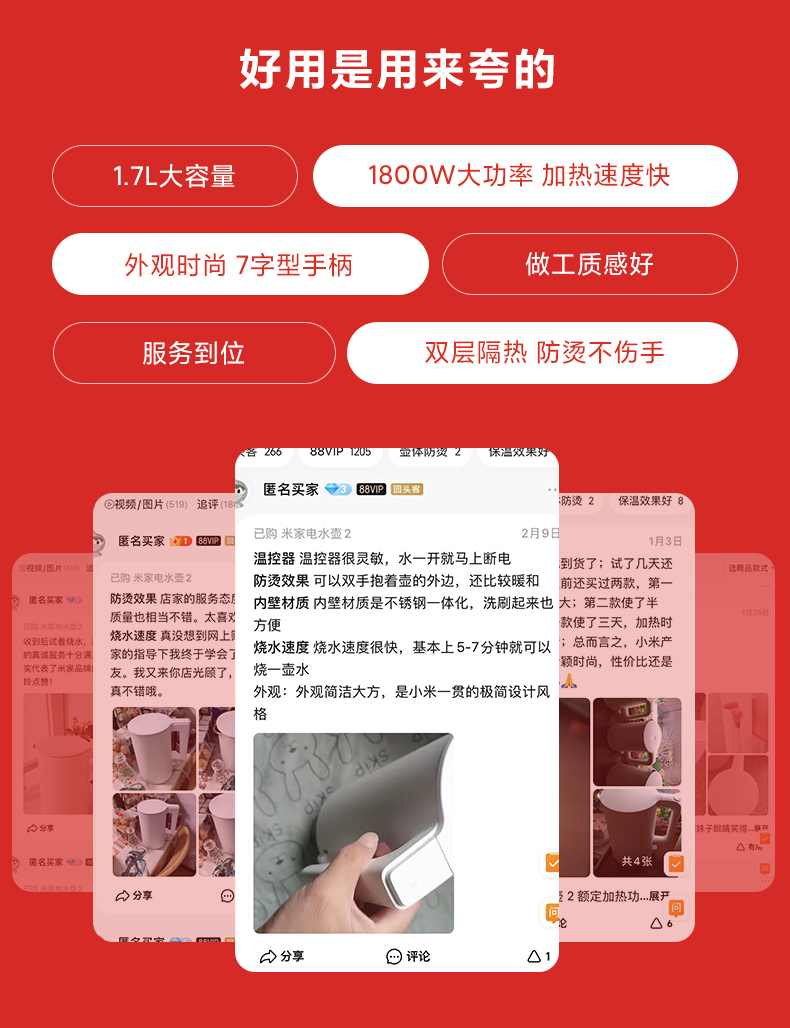 好用是用来夸的
1.7L大容量
1800W大功率 加热速度快
外观时尚 7字型手柄
做工质感好
服务到位
双层隔热 防烫不伤手
客 266
88VIP 1205
壶体防烫 2
保温效果好
匿名买家 3 88VIP 回头客
已购 米家电水壶2
2月9日
温控器 温控器很灵敏，水一开就马上断电
防烫效果 可以双手抱着壶的外边，还比较暖和
内壁材质 内壁材质是不锈钢一体化，洗刷起来也
方便
烧水速度 烧水速度很快，基本上5-7分钟就可以
烧一壶水
外观：外观简洁大方，是小米一贯的极简设计风
格
SKIP
分享
评论
1
问
视频/图片(519) 追评(18
匿名买家 1 88VIP
已购 米家电水壶2
防烫效果 店家的服务态
质量也相当不错。太喜欢
烧水速度 真没想到网上
家的指导下我终于学会了
友。我又来你店光顾了，
真不错哦。
分享
匿名买家 88VIP
防烫 2
保温效果好 8
1月3日
到货了；试了几天还
前还买过两款，第一
大；第二款使了半
款使了三天，加热时
；总而言之，小米产
颖时尚，性价比还是
共4张
2 额定加热功...展开
论
6
问
视频/图片(519)
匿名买家
已购 米家电水壶2
收到后试着烧水，
的真诚服务十分满
实代表了米家品牌
玲点赞！
分享
匿名买家
已购 米家电水壶2
选商品款式
1月25日
妹子眼睛笑得...展开
有
问